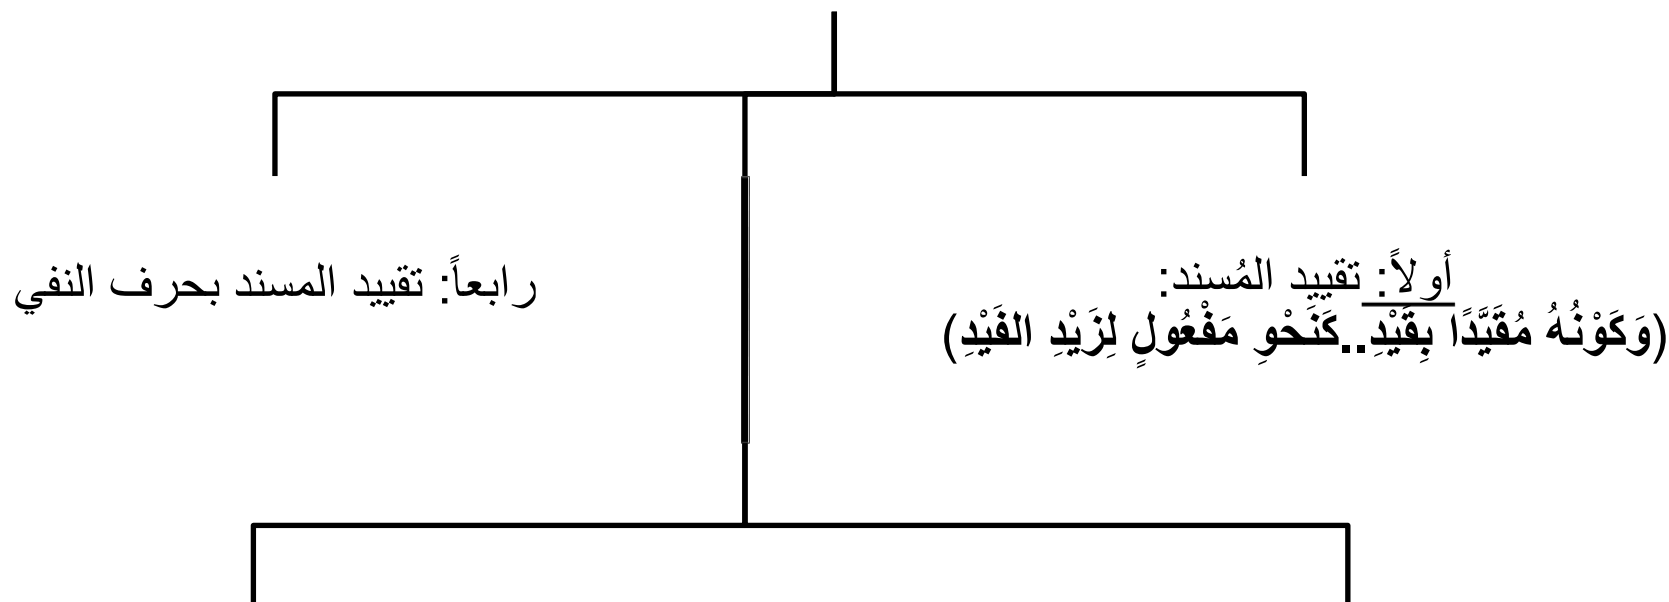 أولاً: تقييد المُسند:
(وَكَوْنُهُ مُقَيَّدًا بِقَيْدِ..كَنَحْوِ مَفْعُولٍ لِزَيْدِ الفَيْدِ)
رابعاً: تقييد المسند بحرف النفي